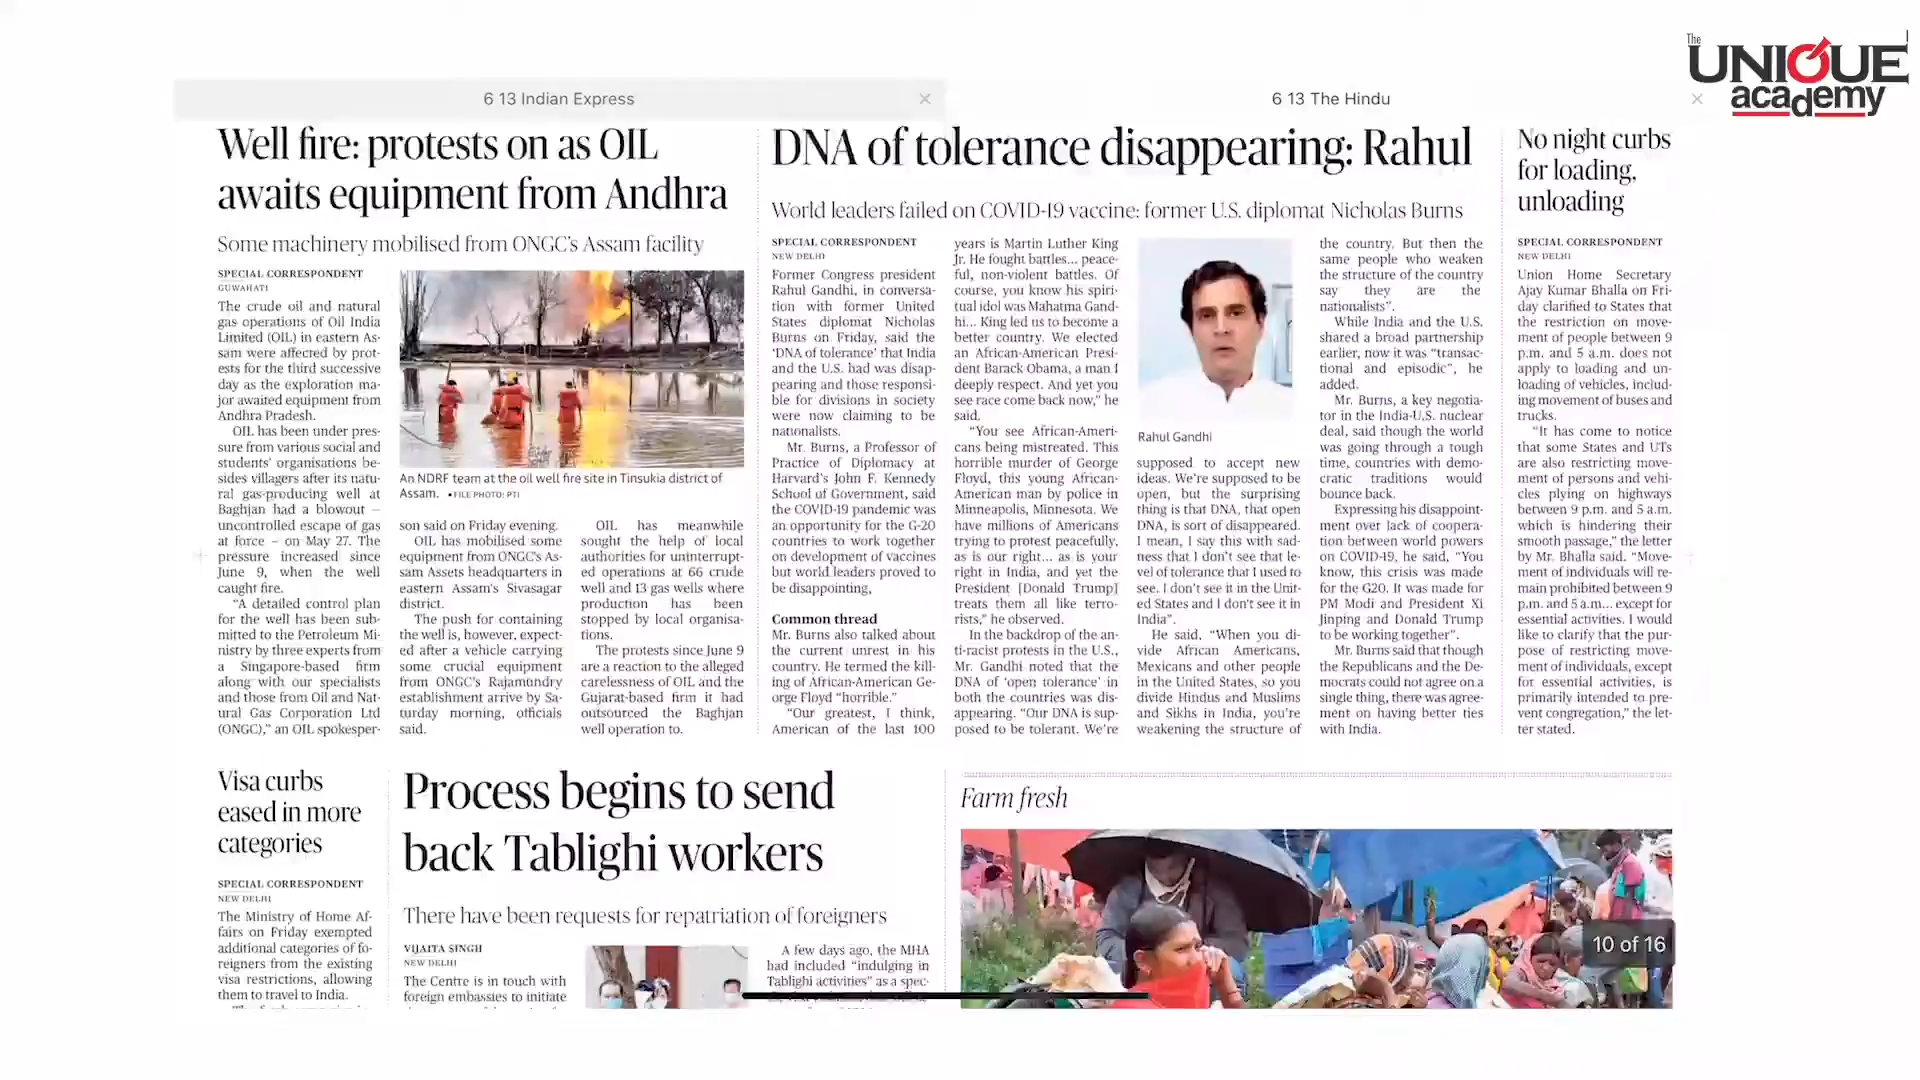 The
UNIQUE
academy
6 13 Indian Express
6 13 The Hindu
Well fire: protests on as OIL
awaits equipment from Andhra
Some machinery mobilised from ONGC's Assam facility
SPECIAL CORRESPONDENT
GUWAHATI
The crude oil and natural
gas operations of Oil India
Limited (OIL) in eastern As-
sam were affected by prot-
ests for the third successive
day as the exploration ma-
jor awaited equipment from
Andhra Pradesh.
OIL has been under pres-
sure from various social and
students' organisations be-
sides villagers after its natu-
ral gas-producing well at
Baghjan had a blowout –
uncontrolled escape of gas
at force – on May 27. The
pressure increased since
June 9, when the well
caught fire.
"A detailed control plan
for the well has been sub-
mitted to the Petroleum Mi-
nistry by three experts from
a Singapore-based firm
along with our specialists
and those from Oil and Nat-
ural Gas Corporation Ltd
(ONGC)," an OIL spokesper-
An NDRF team at the oil well fire site in Tinsukia district of
Assam. • FILE PHOTO: PTI
son said on Friday evening.
OIL has mobilised some
equipment from ONGC's As-
sam Assets headquarters in
eastern Assam's Sivasagar
district.
The push for containing
the well is, however, expect-
ed after a vehicle carrying
some crucial equipment
from ONGC's Rajamundry
establishment arrive by Sa-
turday morning, officials
said.
OIL has meanwhile
sought the help of local
authorities for uninterrupt-
ed operations at 66 crude
well and 13 gas wells where
production has been
stopped by local organisa-
tions.
The protests since June 9
are a reaction to the alleged
carelessness of OIL and the
Gujarat-based firm it had
outsourced the Baghjan
well operation to.
DNA of tolerance disappearing: Rahul
World leaders failed on COVID-19 vaccine: former U.S. diplomat Nicholas Burns
SPECIAL CORRESPONDENT
NEW DELHI
Former Congress president
Rahul Gandhi, in conversa-
tion with former United
States diplomat Nicholas
Burns on Friday, said the
'DNA of tolerance' that India
and the U.S. had was disap-
pearing and those responsi-
ble for divisions in society
were now claiming to be
nationalists.
Mr. Burns, a Professor of
Practice of Diplomacy at
Harvard's John F. Kennedy
School of Government, said
the COVID-19 pandemic was
an opportunity for the G-20
countries to work together
on development of vaccines
but world leaders proved to
be disappointing,
Common thread
Mr. Burns also talked about
the current unrest in his
country. He termed the kill-
ing of African-American Ge-
orge Floyd "horrible."
"Our greatest, I think,
American of the last 100
years is Martin Luther King
Jr. He fought battles... peace-
ful, non-violent battles. Of
course, you know his spiri-
tual idol was Mahatma Gand-
hi... King led us to become a
better country. We elected
an African-American Presi-
dent Barack Obama, a man I
deeply respect. And yet you
see race come back now," he
said.
"You see African-Ameri-
cans being mistreated. This
horrible murder of George
Floyd, this young African-
American man by police in
Minneapolis, Minnesota. We
have millions of Americans
trying to protest peacefully,
as is our right... as is your
right in India, and yet the
President [Donald Trump]
treats them all like terro-
rists," he observed.
In the backdrop of the an-
ti-racist protests in the U.S.,
Mr. Gandhi noted that the
DNA of 'open tolerance' in
both the countries was dis-
appearing. "Our DNA is sup-
posed to be tolerant. We're
Rahul Gandhi
supposed to accept new
ideas. We're supposed to be
open, but the surprising
thing is that DNA, that open
DNA, is sort of disappeared.
I mean, I say this with sad-
ness that I don't see that le-
vel of tolerance that I used to
see. I don't see it in the Unit-
ed States and I don't see it in
India".
He said, "When you di-
vide African Americans,
Mexicans and other people
in the United States, so you
divide Hindus and Muslims
and Sikhs in India, you're
weakening the structure of
the country. But then the
same people who weaken
the structure of the country
say they are the
nationalists".
While India and the U.S.
shared a broad partnership
earlier, now it was "transac-
tional and episodic", he
added.
Mr. Burns, a key negotia-
tor in the India-U.S. nuclear
deal, said though the world
was going through a tough
time, countries with demo-
cratic traditions would
bounce back.
Expressing his disappoint-
ment over lack of coopera-
tion between world powers
on COVID-19, he said, "You
know, this crisis was made
for the G20. It was made for
PM Modi and President Xi
Jinping and Donald Trump
to be working together".
Mr. Burns said that though
the Republicans and the De-
mocrats could not agree on a
single thing, there was agree-
ment on having better ties
with India.
No night curbs
for loading,
unloading
SPECIAL CORRESPONDENT
NEW DELHI
Union Home Secretary
Ajay Kumar Bhalla on Fri-
day clarified to States that
the restriction on move-
ment of people between 9
p.m. and 5 a.m. does not
apply to loading and un-
loading of vehicles, includ-
ing movement of buses and
trucks.
"It has come to notice
that some States and UTs
are also restricting move-
ment of persons and vehi-
cles plying on highways
between 9 p.m. and 5 a.m.
which is hindering their
smooth passage," the letter
by Mr. Bhalla said. "Move-
ment of individuals will re-
main prohibited between 9
p.m. and 5 a.m... except for
essential activities. I would
like to clarify that the pur-
pose of restricting move-
ment of individuals, except
for essential activities, is
primarily intended to pre-
vent congregation," the let-
ter stated.
Visa curbs
eased in more
categories
SPECIAL CORRESPONDENT
NEW DELHI
The Ministry of Home Af-
fairs on Friday exempted
additional categories of fo-
reigners from the existing
visa restrictions, allowing
them to travel to India.
Process begins to send
back Tablighi workers
There have been requests for repatriation of foreigners
VIJAITA SINGH
NEW DELHI
The Centre is in touch with
foreign embassies to initiate
A few days ago, the MHA
had included "indulging in
Tablighi activities" as a spec-
Farm fresh
10 of 16